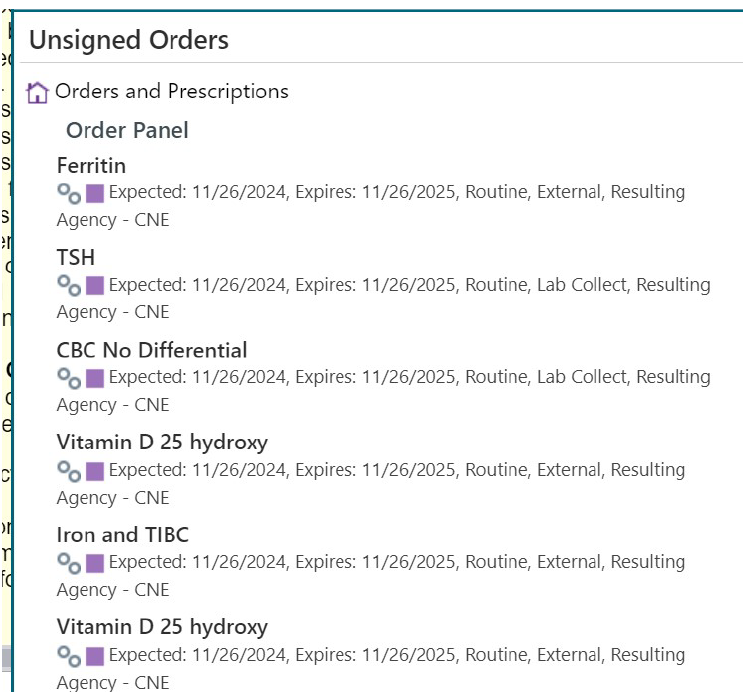 Unsigned Orders
Orders and Prescriptions
Order Panel
Ferritin
Expected: 11/26/2024, Expires: 11/26/2025, Routine, External, Resulting
Agency - CNE
TSH
Expected: 11/26/2024, Expires: 11/26/2025, Routine, Lab Collect, Resulting
Agency - CNE
CBC No Differential
Expected: 11/26/2024, Expires: 11/26/2025, Routine, Lab Collect, Resulting
Agency - CNE
Vitamin D 25 hydroxy
Expected: 11/26/2024, Expires: 11/26/2025, Routine, External, Resulting
Agency - CNE
Iron and TIBC
Expected: 11/26/2024, Expires: 11/26/2025, Routine, External, Resulting
Agency - CNE
Vitamin D 25 hydroxy
Expected: 11/26/2024, Expires: 11/26/2025, Routine, External, Resulting
Agency - CNE